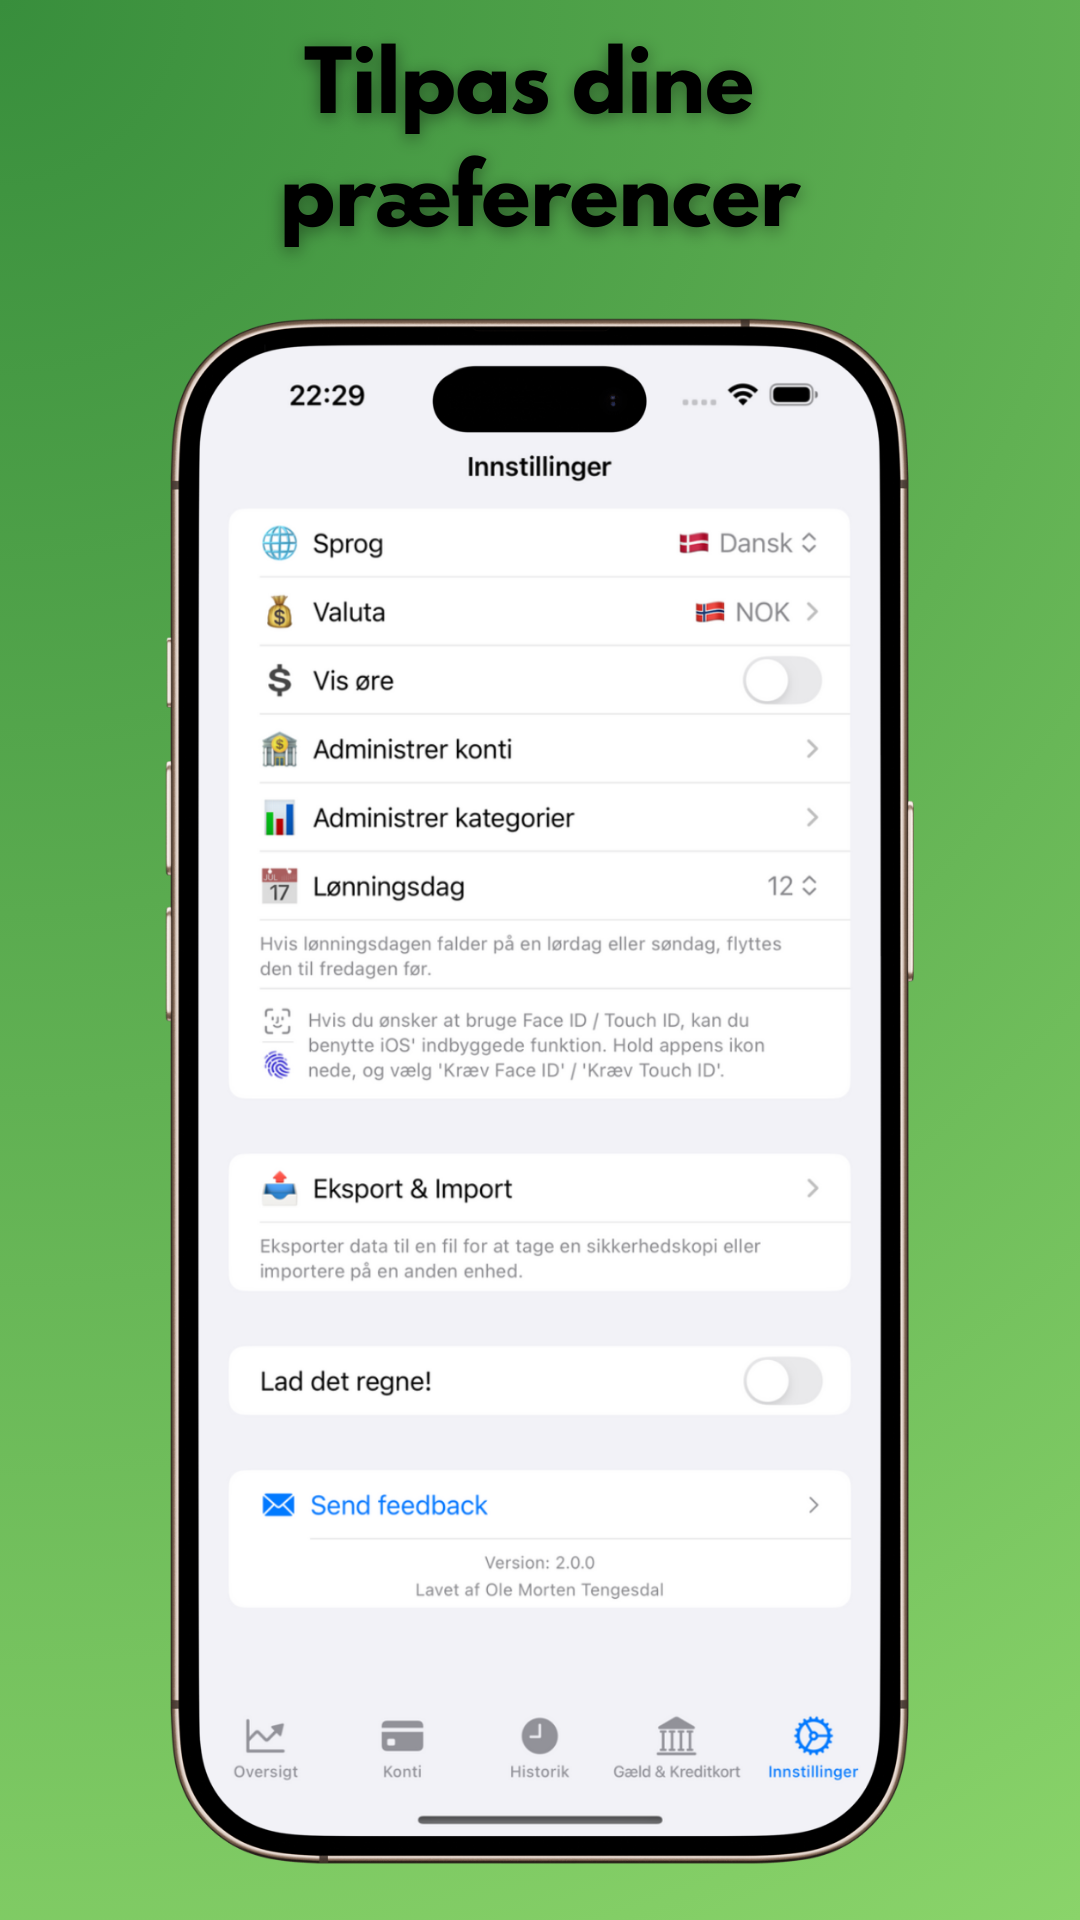 Tilpas dine
præferencer
22:29
Innstillinger
Sprog
Dansk
Valuta
NOK
Vis øre
Administrer konti
Administrer kategorier
Lønningsdag
12
Hvis lønningsdagen falder på en lørdag eller søndag, flyttes
den til fredagen før.
Hvis du ønsker at bruge Face ID / Touch ID, kan du
benytte iOS' indbyggede funktion. Hold appens ikon
nede, og vælg 'Kræv Face ID' / 'Kræv Touch ID'.
Eksport & Import
Eksporter data til en fil for at tage en sikkerhedskopi eller
importere på en anden enhed.
Lad det regne!
Send feedback
Version: 2.0.0
Lavet af Ole Morten Tengesdal
Oversigt
Konti
Historik
Gæld & Kreditkort
Innstillinger